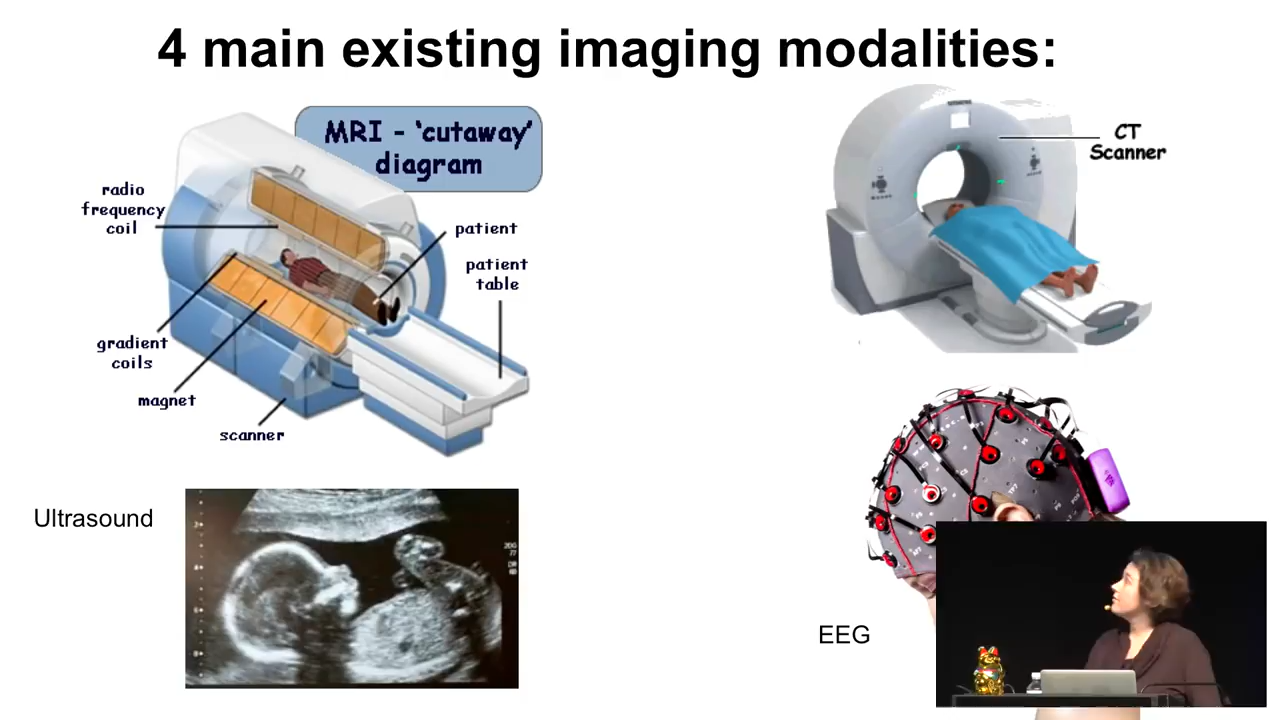 4 main existing imaging modalities:
MRI - ‘cutaway’
diagram
radio
frequency
coil
patient
patient
table
gradient
coils
magnet
scanner
CT
Scanner
Ultrasound
EEG